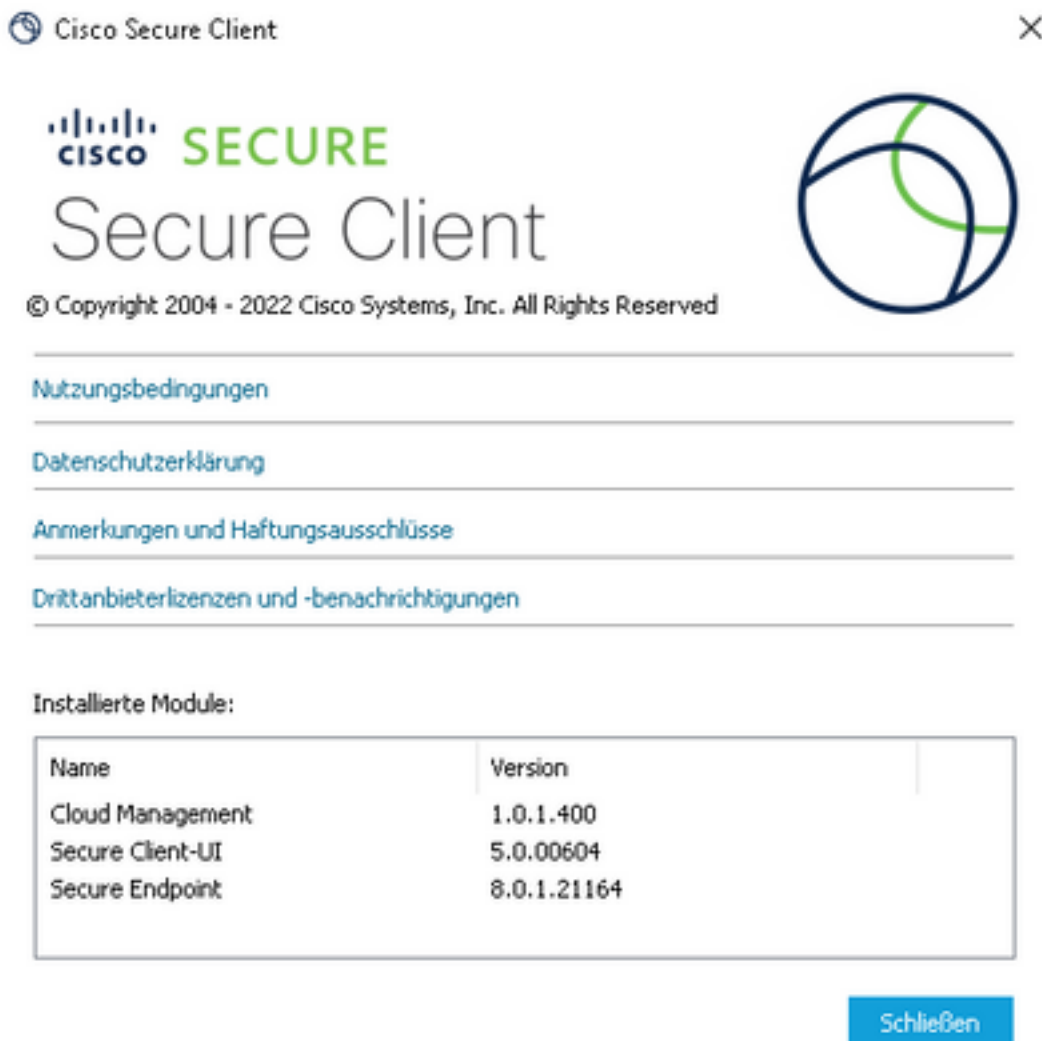 Cisco Secure Client
CISCO SECURE
Secure Client
© Copyright 2004 - 2022 Cisco Systems, Inc. All Rights Reserved
Nutzungsbedingungen
Datenschutzerklärung
Anmerkungen und Haftungsausschlüsse
Drittanbieterlizenzen und -benachrichtigungen
Installierte Module:
Name Version
Cloud Management 1.0.1.400
Secure Client-UI 5.0.00604
Secure Endpoint 8.0.1.21164
Schließen